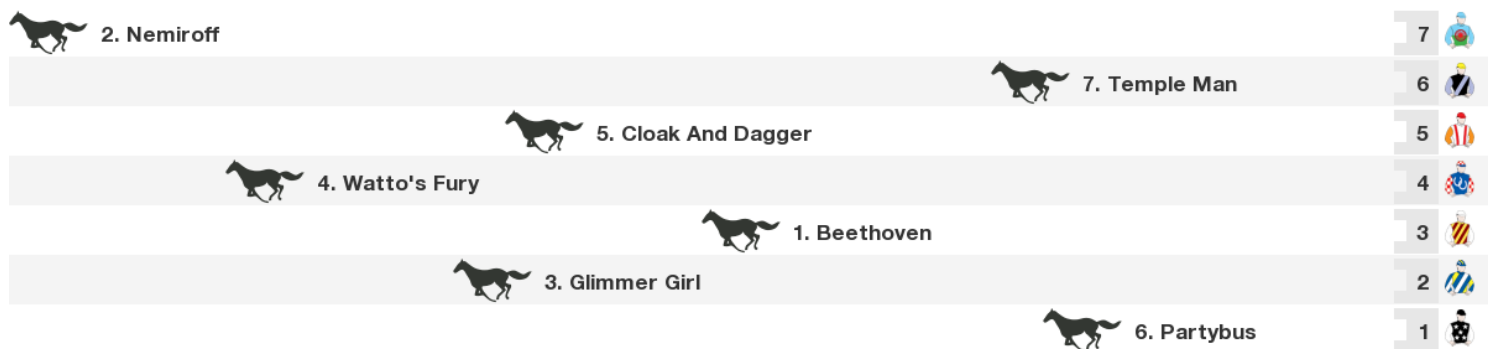 2. Nemiroff 7
7. Temple Man 6
5. Cloak And Dagger 5
4. Watto's Fury 4
1. Beethoven 3
3. Glimmer Girl 2
6. Partybus 1